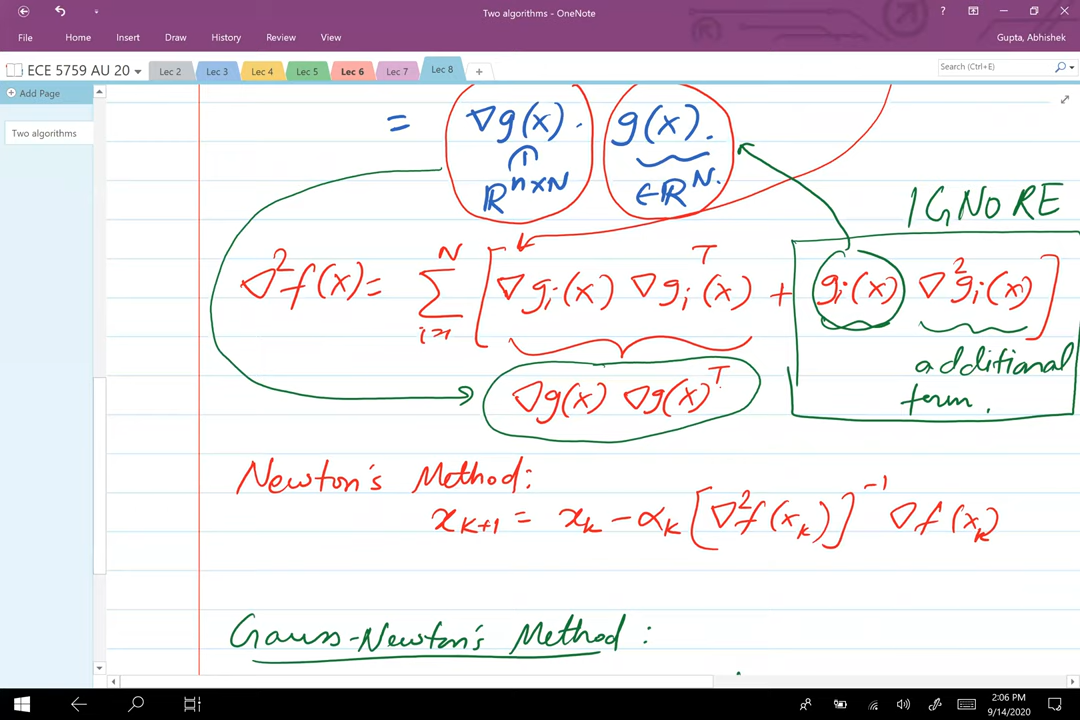 Two algorithms - OneNote
File Home Insert Draw History Review View
Gupta, Abhishek
ECE 5759 AU 20 Lec 2 Lec 3 Lec 4 Lec 5 Lec 6 Lec 7 Lec 8 +
Search (Ctrl+E)
Add Page
Two algorithms
= ∇g(x). g(x).
ℝ^{n×N} ∈ℝ^N.
IGNORE
∇²f(x) = Σ_{i=1}^{N} [∇g_i(x) ∇g_i^T(x) + g_i(x) ∇²g_i(x)]
∇g(x) ∇g(x)^T
additional
term.
Newton's Method:
x_{k+1} = x_k - α_k [∇²f(x_k)]^{-1} ∇f(x_k)
Gauss-Newton's Method:
2:06 PM
9/14/2020